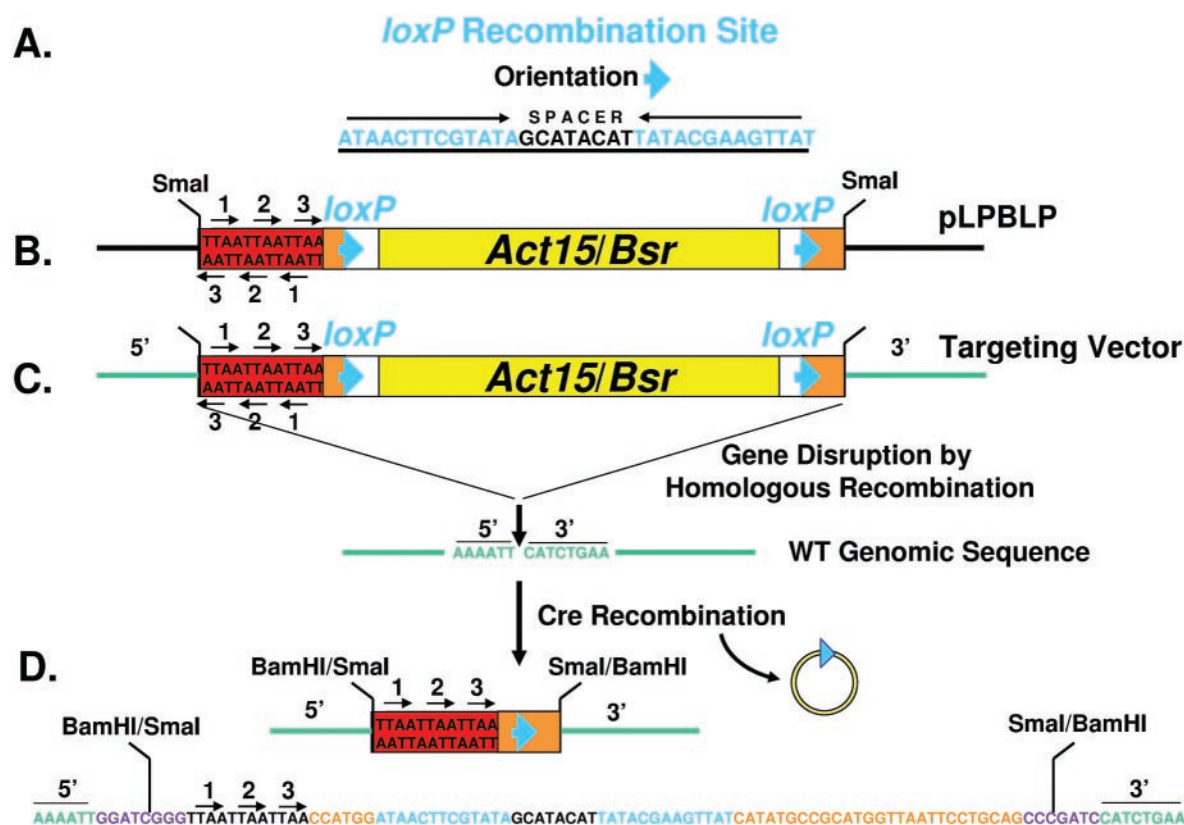 A.
loxP Recombination Site
Orientation
SPACER
ATAACTTCGTATAGCATACATTATACGAAGTTAT
SmaI
1 2 3
loxP
loxP
SmaI
pLPBLP
B.
TTAATTAATTAA
AATTAATTAATT
Act15/Bsr
3 2 1
5’
1 2 3
loxP
loxP
3’
Targeting Vector
C.
TTAATTAATTAA
AATTAATTAATT
Act15/Bsr
3 2 1
Gene Disruption by
Homologous Recombination
5’ 3’
AAAATT CATCTGAA
WT Genomic Sequence
Cre Recombination
D.
BamHI/SmaI
SmaI/BamHI
5’
1 2 3
3’
TTAATTAATTAA
AATTAATTAATT
BamHI/SmaI
SmaI/BamHI
5’
1 2 3
3’
AAAATTGGATCGGGTTAATTAATTAACCATGGATAACTTCGTATAGCATACATTATACGAAGTTATCATATGCCGCATGGTTAATTCCTGCAGCCCGATCCATCTGAA